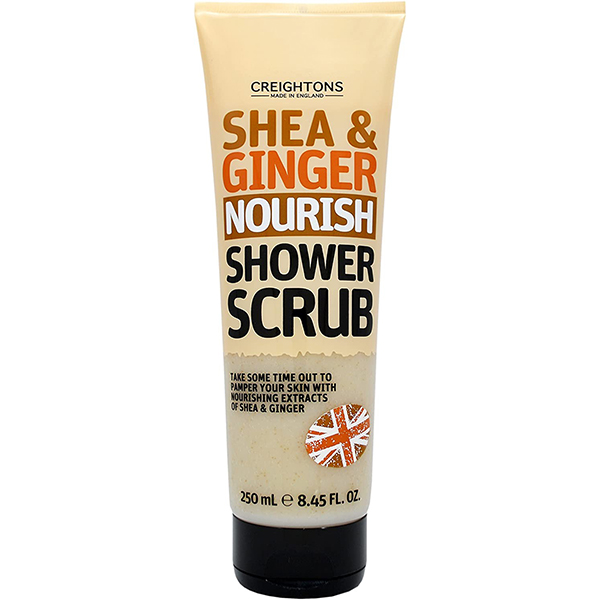 CREIGHTONS
MADE IN ENGLAND
SHEA &
GINGER
NOURISH
SHOWER
SCRUB
TAKE SOME TIME OUT TO
PAMPER YOUR SKIN WITH
NOURISHING EXTRACTS
OF SHEA & GINGER
250 mL ℮ 8.45 FL. OZ.